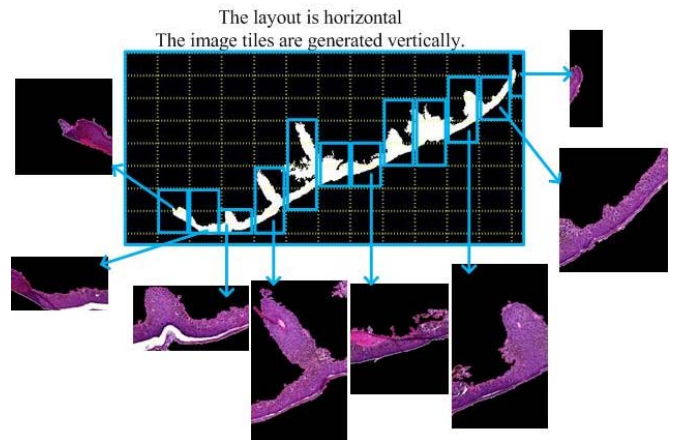 The layout is horizontal
The image tiles are generated vertically.